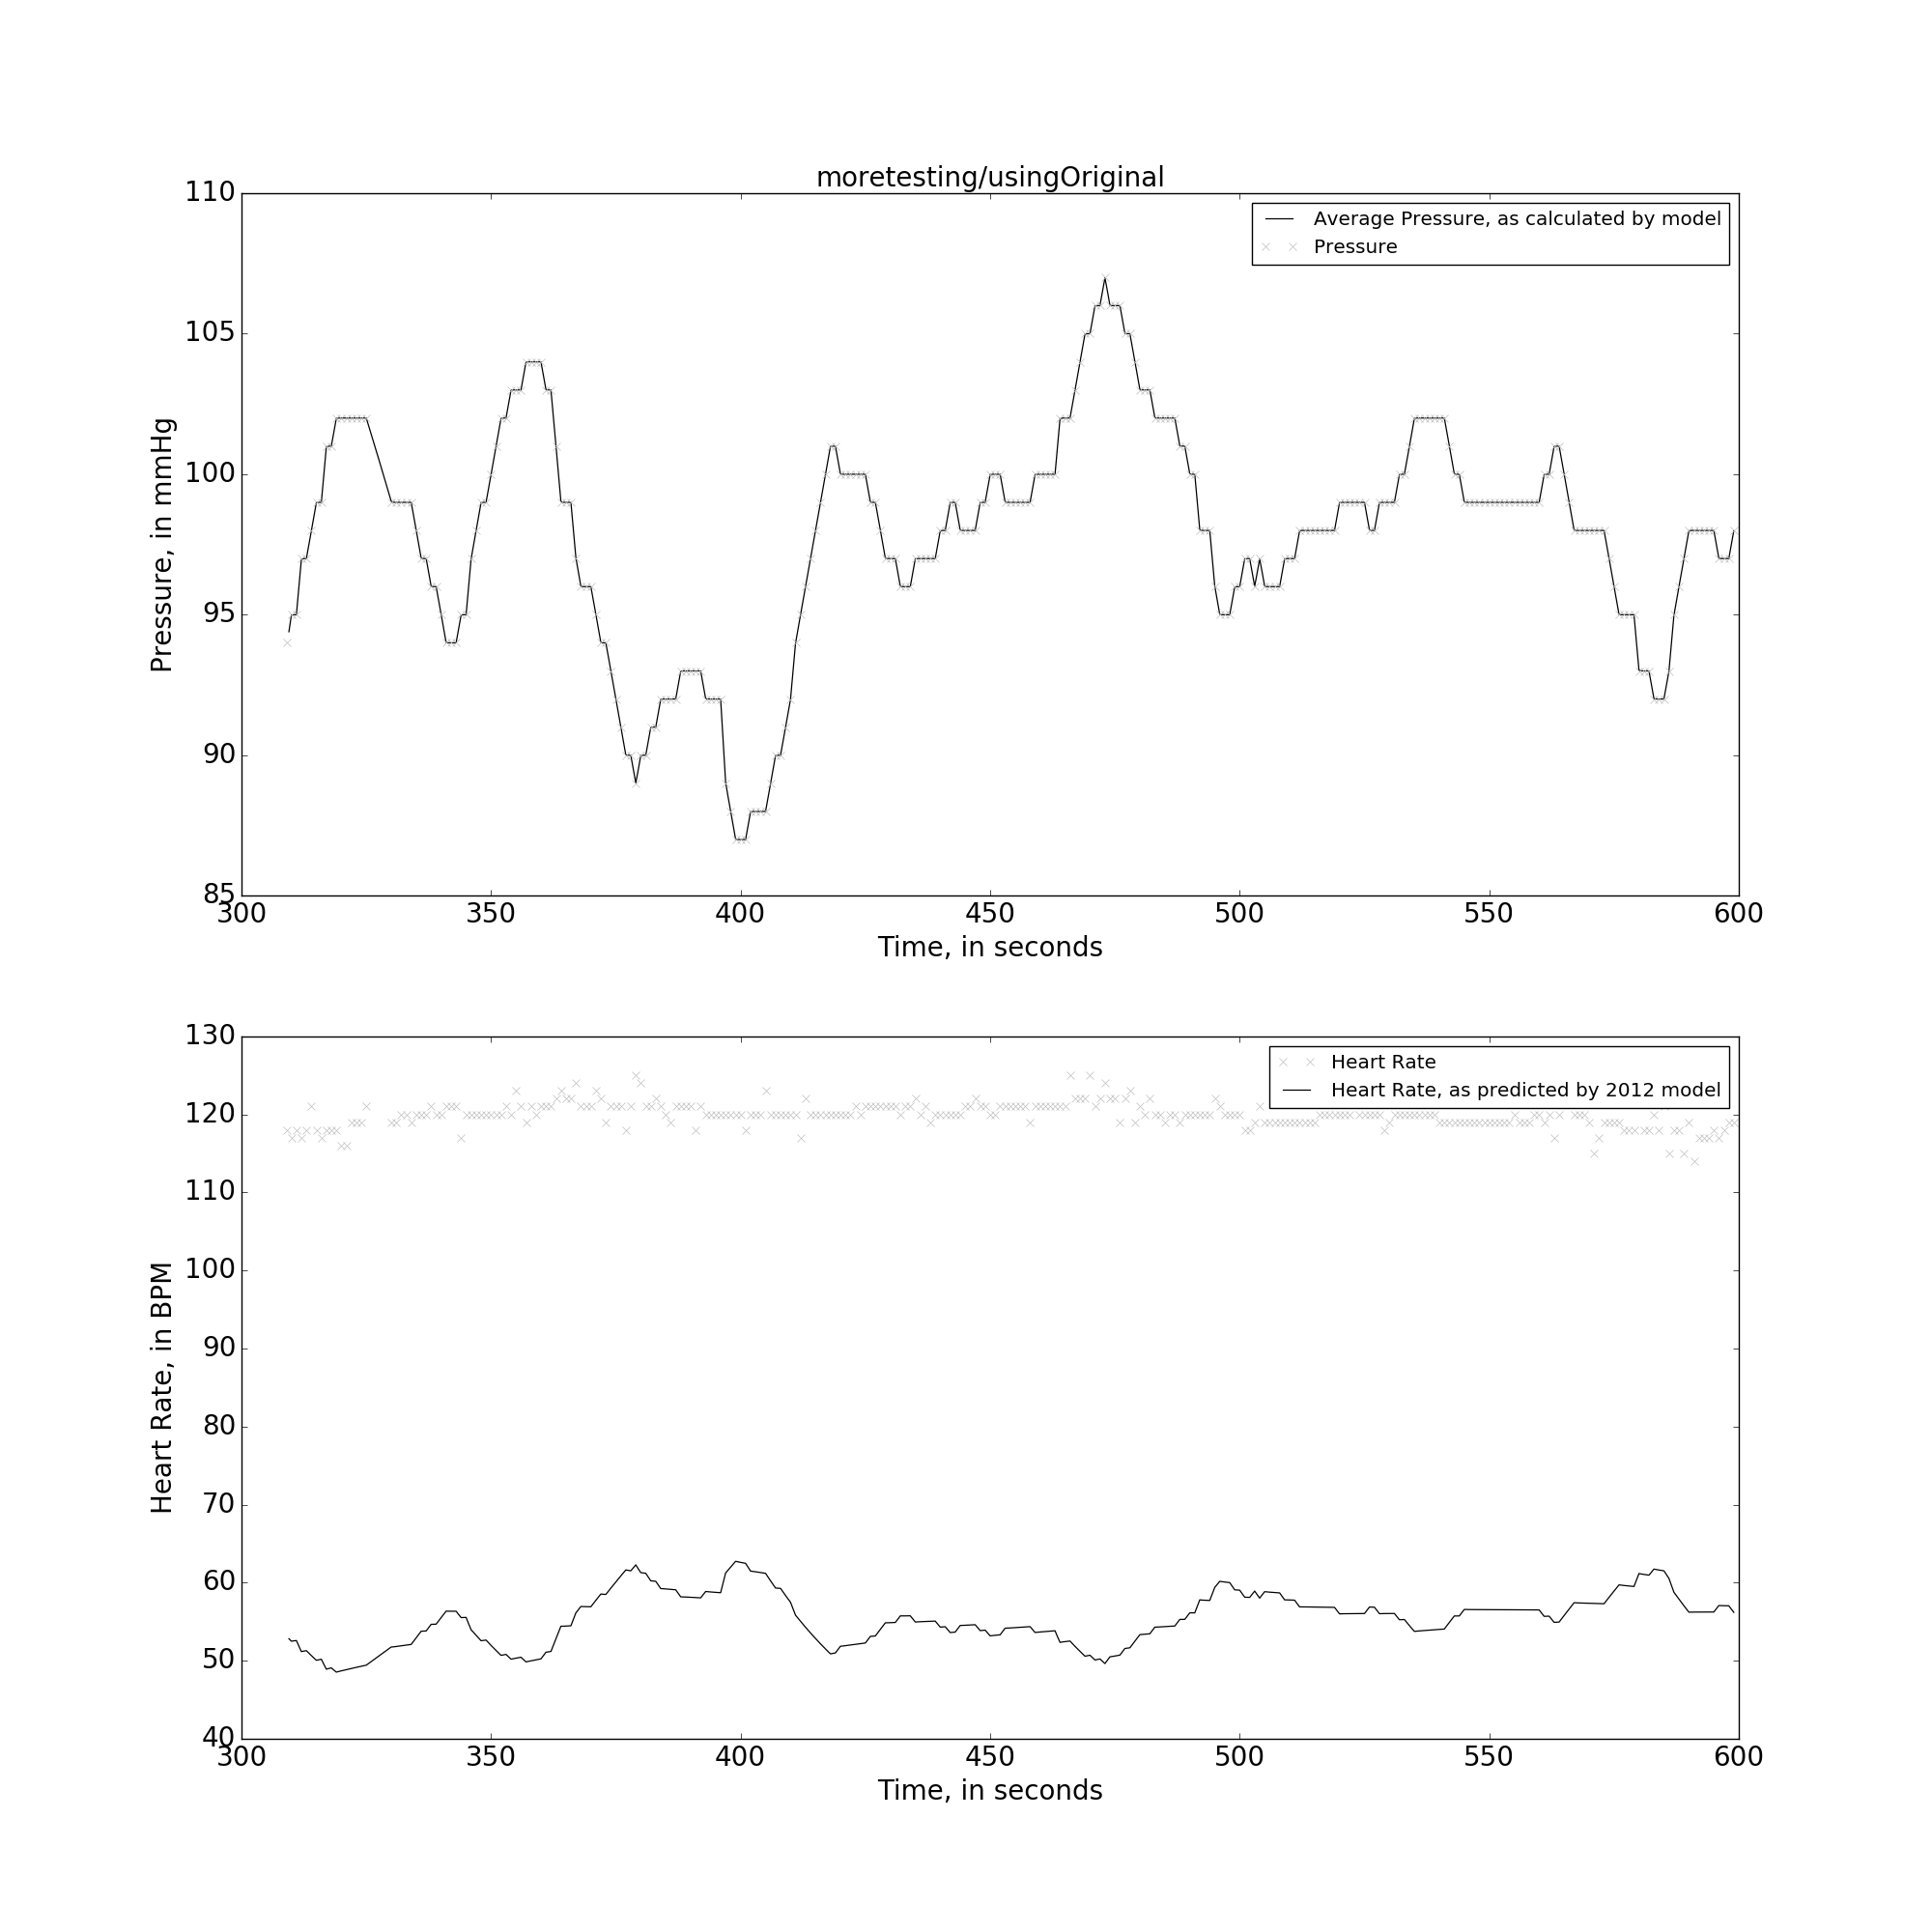 moretesting/usingOriginal
110
105
100
95
90
85
Pressure, in mmHg
Average Pressure, as calculated by model
Pressure
300 350 400 450 500 550 600
Time, in seconds
130
120
110
100
90
80
70
60
50
40
Heart Rate, in BPM
Heart Rate
Heart Rate, as predicted by 2012 model
300 350 400 450 500 550 600
Time, in seconds